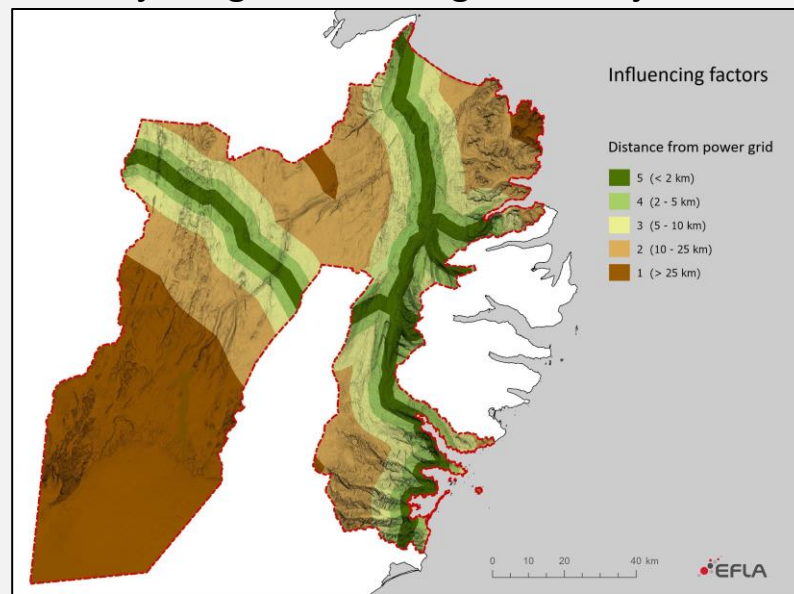 Influencing factors
Distance from power grid
5 (< 2 km)
4 (2 - 5 km)
3 (5 - 10 km)
2 (10 - 25 km)
1 (> 25 km)
0 10 20 40 km
EFLA